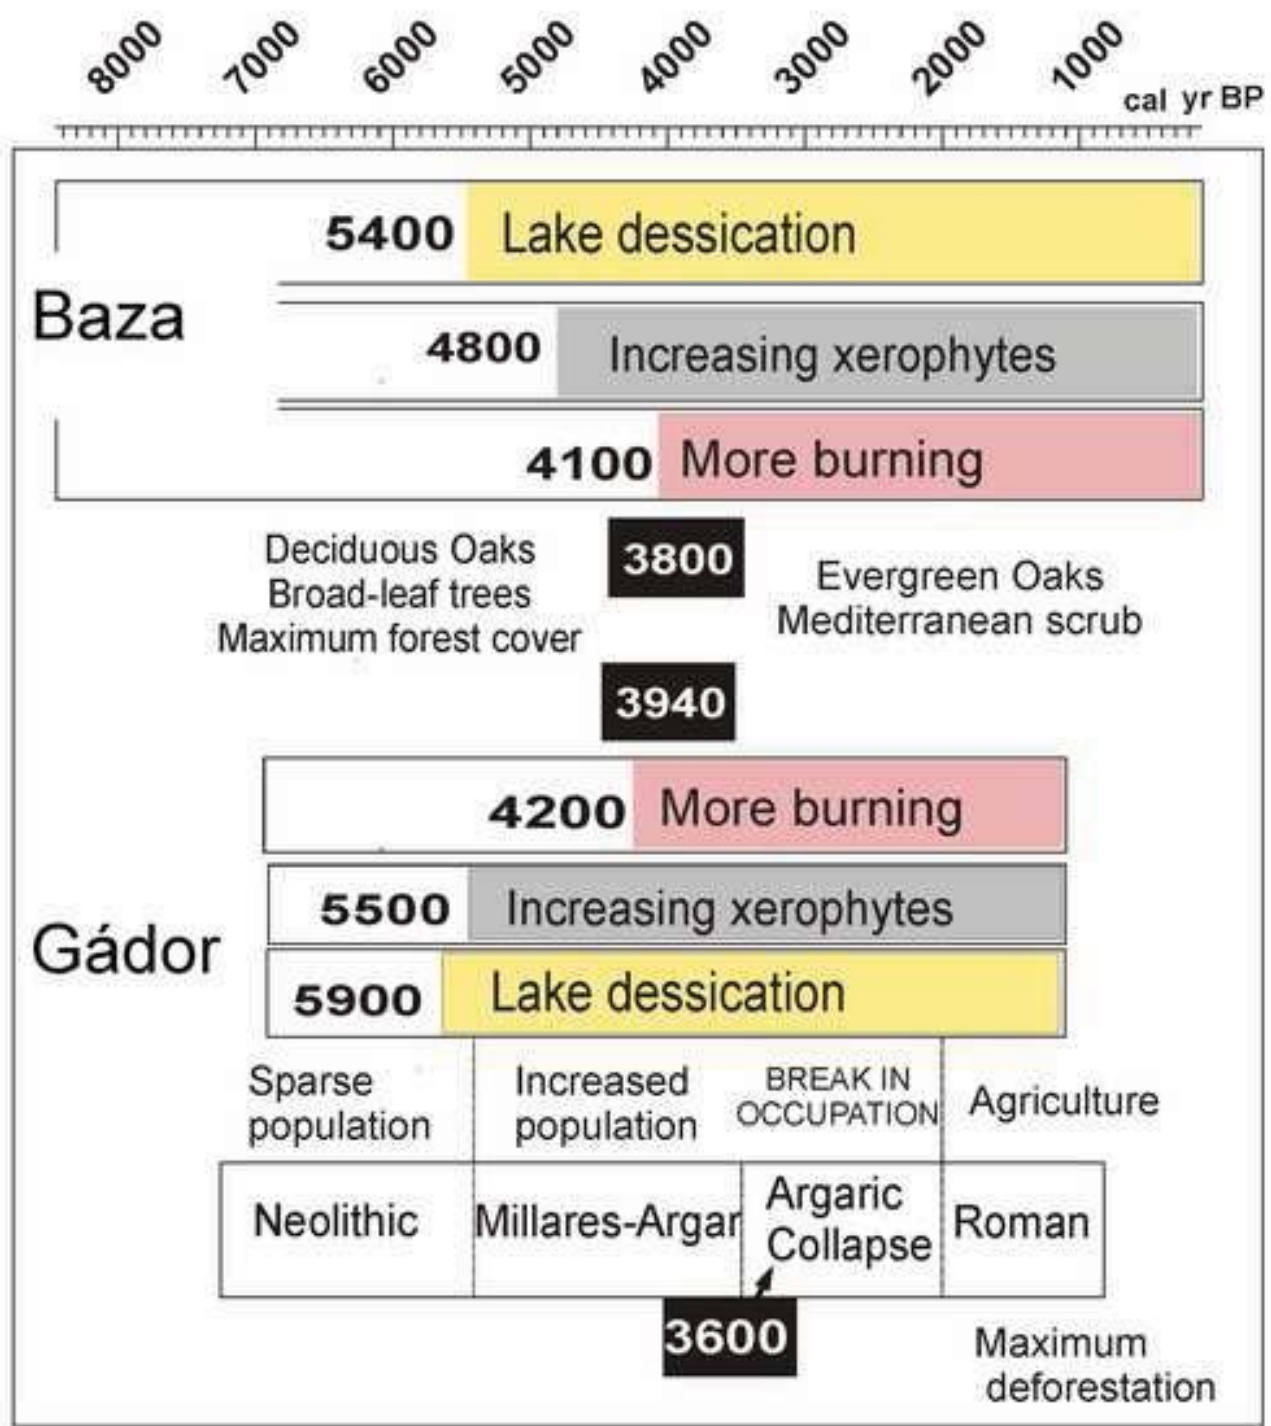 8000 7000 6000 5000 4000 3000 2000 1000
cal yr BP
5400 Lake dessication
Baza
4800 Increasing xerophytes
4100 More burning
Deciduous Oaks
Broad-leaf trees
Maximum forest cover
3800
Evergreen Oaks
Mediterranean scrub
3940
4200 More burning
5500 Increasing xerophytes
Gádor
5900 Lake dessication
Sparse
population
Increased
population
BREAK IN
OCCUPATION
Agriculture
Neolithic
Millares-Argar
Argaric
Collapse
Roman
3600
Maximum
deforestation